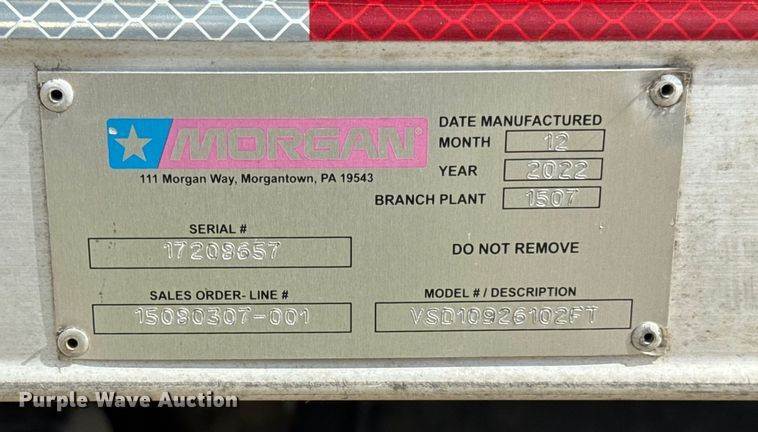 MORGAN®
111 Morgan Way, Morgantown, PA 19543
DATE MANUFACTURED
MONTH 12
YEAR 2022
BRANCH PLANT 1507
SERIAL #
17208657
DO NOT REMOVE
SALES ORDER- LINE #
15080307-001
MODEL # / DESCRIPTION
VSD10926102FT
Purple Wave Auction